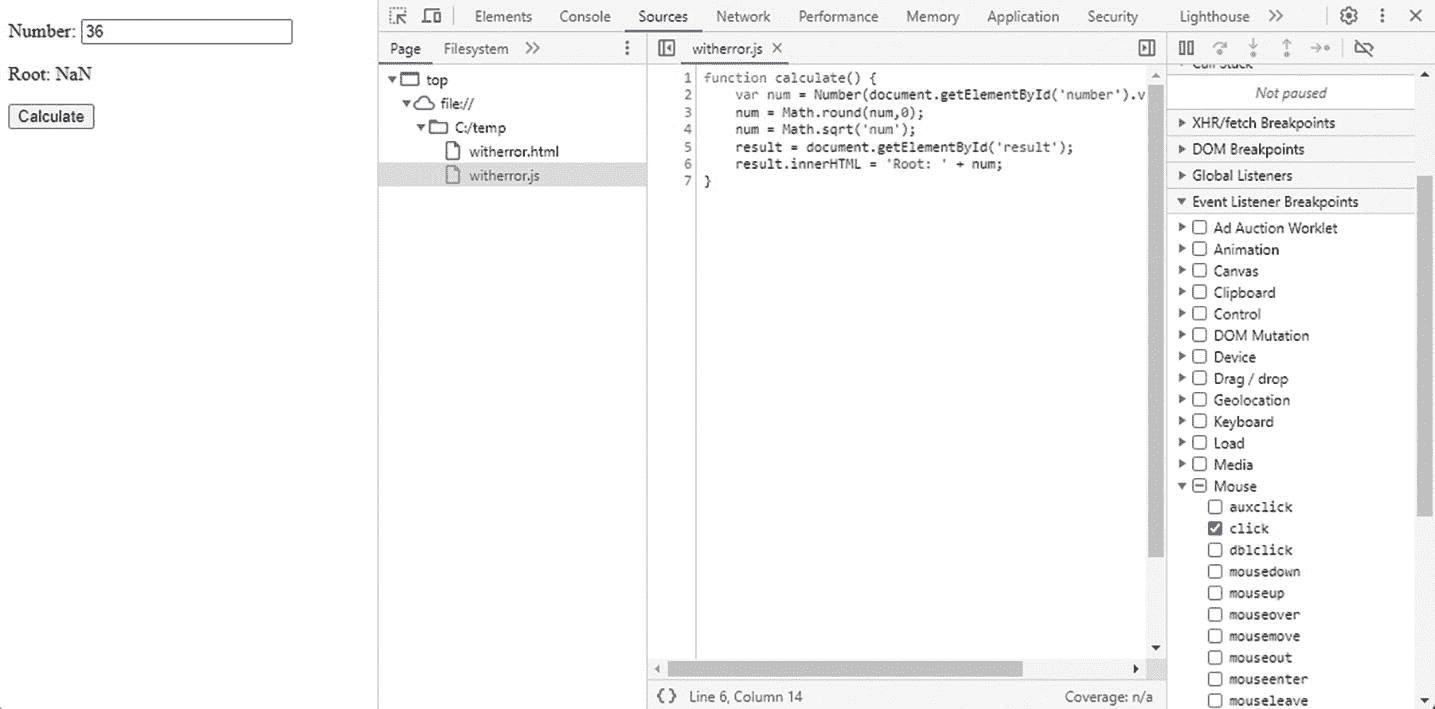 Number: 36
Root: NaN
Calculate
Elements Console Sources Network Performance Memory Application Security Lighthouse
Page Filesystem
top
file://
C:/temp
witherror.html
witherror.js
witherror.js
1 function calculate() {
2 var num = Number(document.getElementById('number').v
3 num = Math.round(num,0);
4 num = Math.sqrt('num');
5 result = document.getElementById('result');
6 result.innerHTML = 'Root: ' + num;
7 }
{} Line 6, Column 14 Coverage: n/a
Call Stack
Not paused
XHR/fetch Breakpoints
DOM Breakpoints
Global Listeners
Event Listener Breakpoints
Ad Auction Worklet
Animation
Canvas
Clipboard
Control
DOM Mutation
Device
Drag / drop
Geolocation
Keyboard
Load
Media
Mouse
auxclick
click
dblclick
mousedown
mouseup
mouseover
mousemove
mouseout
mouseenter
mouseleave